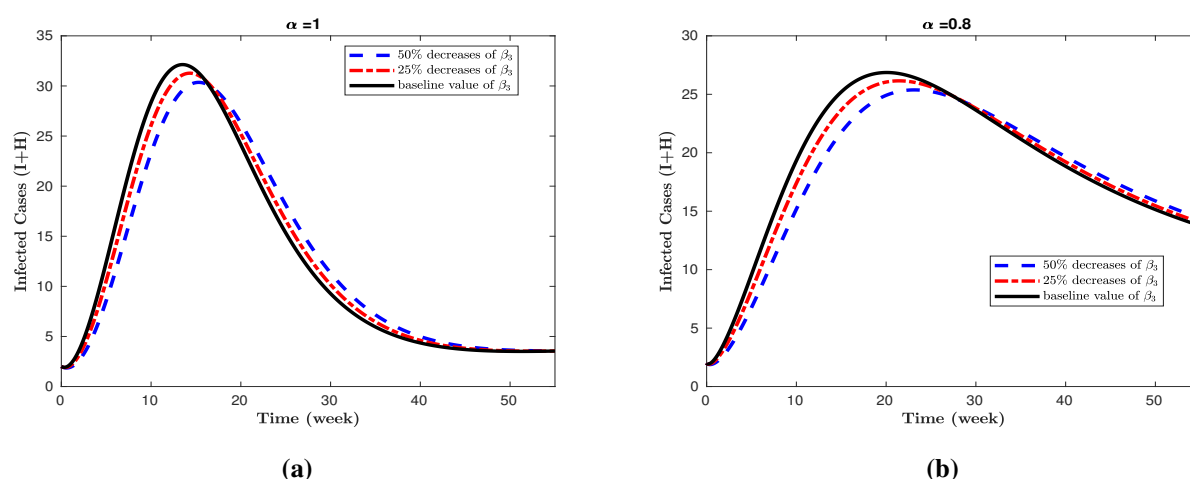 α =1
35
30
25
20
15
10
5
0
Infected Cases (I+H)
50% decreases of β₃
25% decreases of β₃
baseline value of β₃
0 10 20 30 40 50
Time (week)
(a)
α =0.8
30
25
20
15
10
5
0
Infected Cases (I+H)
50% decreases of β₃
25% decreases of β₃
baseline value of β₃
0 10 20 30 40 50
Time (week)
(b)